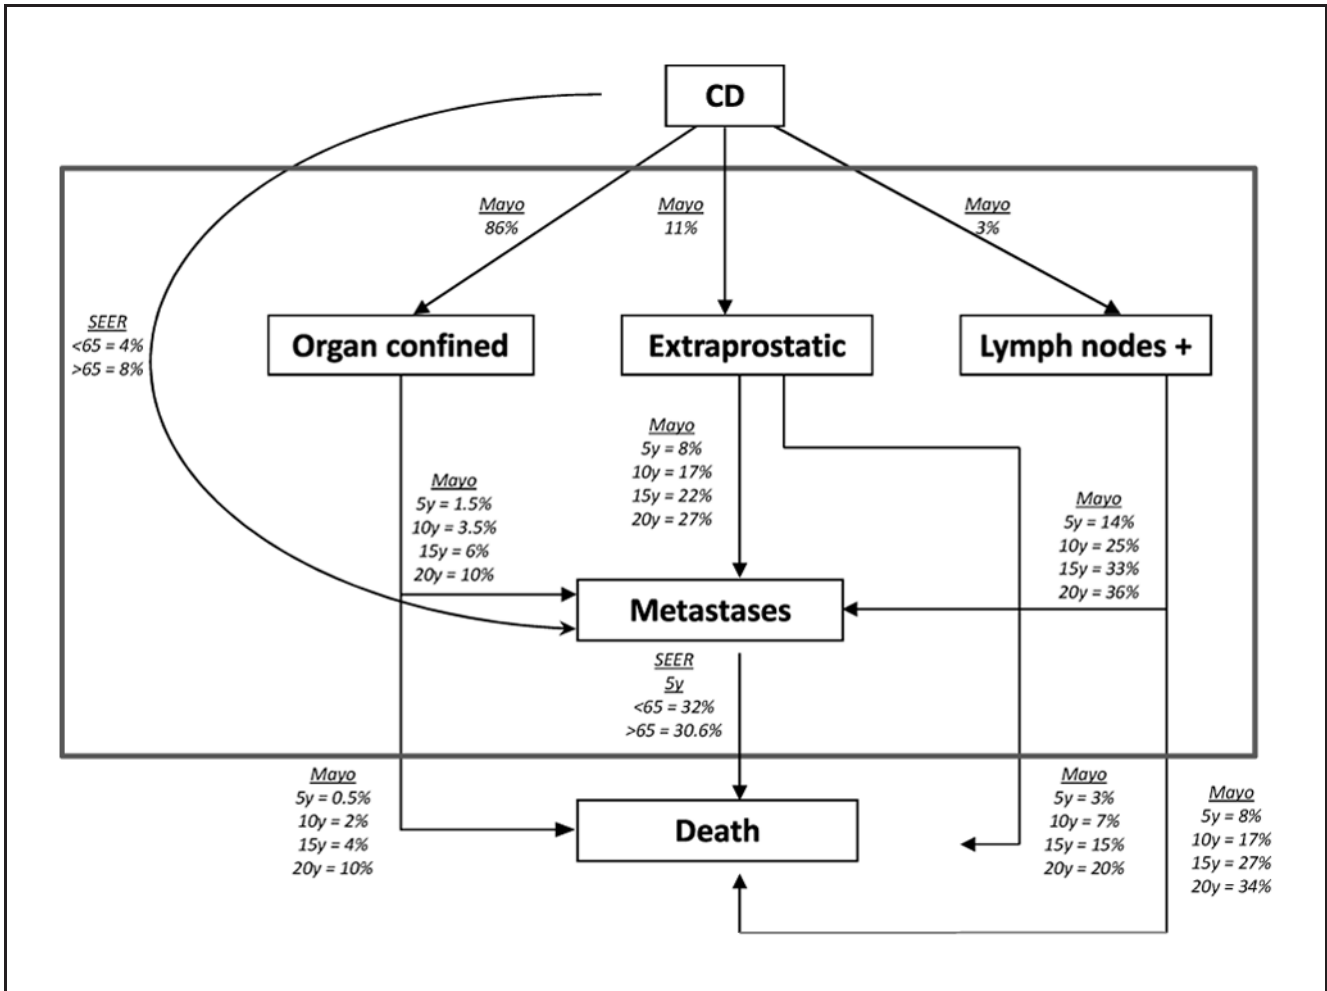 CD
Mayo
86%
Mayo
11%
Mayo
3%
SEER
<65 = 4%
>65 = 8%
Organ confined
Extraprostatic
Lymph nodes +
Mayo
5y = 1.5%
10y = 3.5%
15y = 6%
20y = 10%
Mayo
5y = 8%
10y = 17%
15y = 22%
20y = 27%
Mayo
5y = 14%
10y = 25%
15y = 33%
20y = 36%
Metastases
SEER
5y
<65 = 32%
>65 = 30.6%
Mayo
5y = 0.5%
10y = 2%
15y = 4%
20y = 10%
Death
Mayo
5y = 3%
10y = 7%
15y = 15%
20y = 20%
Mayo
5y = 8%
10y = 17%
15y = 27%
20y = 34%